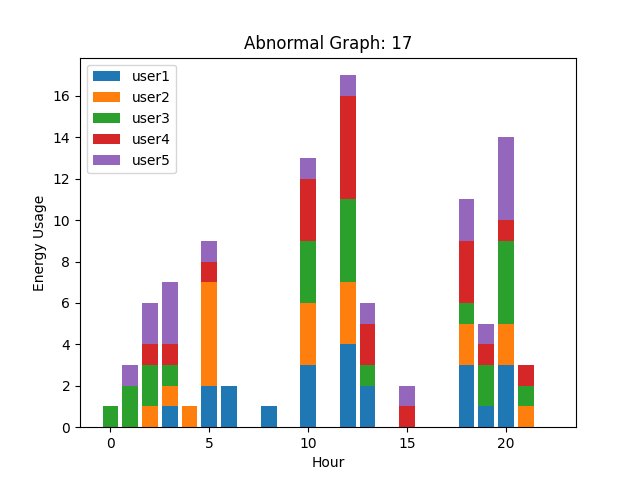 Abnormal Graph: 17
user1
user2
user3
user4
user5
16
14
12
10
8
6
4
2
0
Energy Usage
0 5 10 15 20
Hour